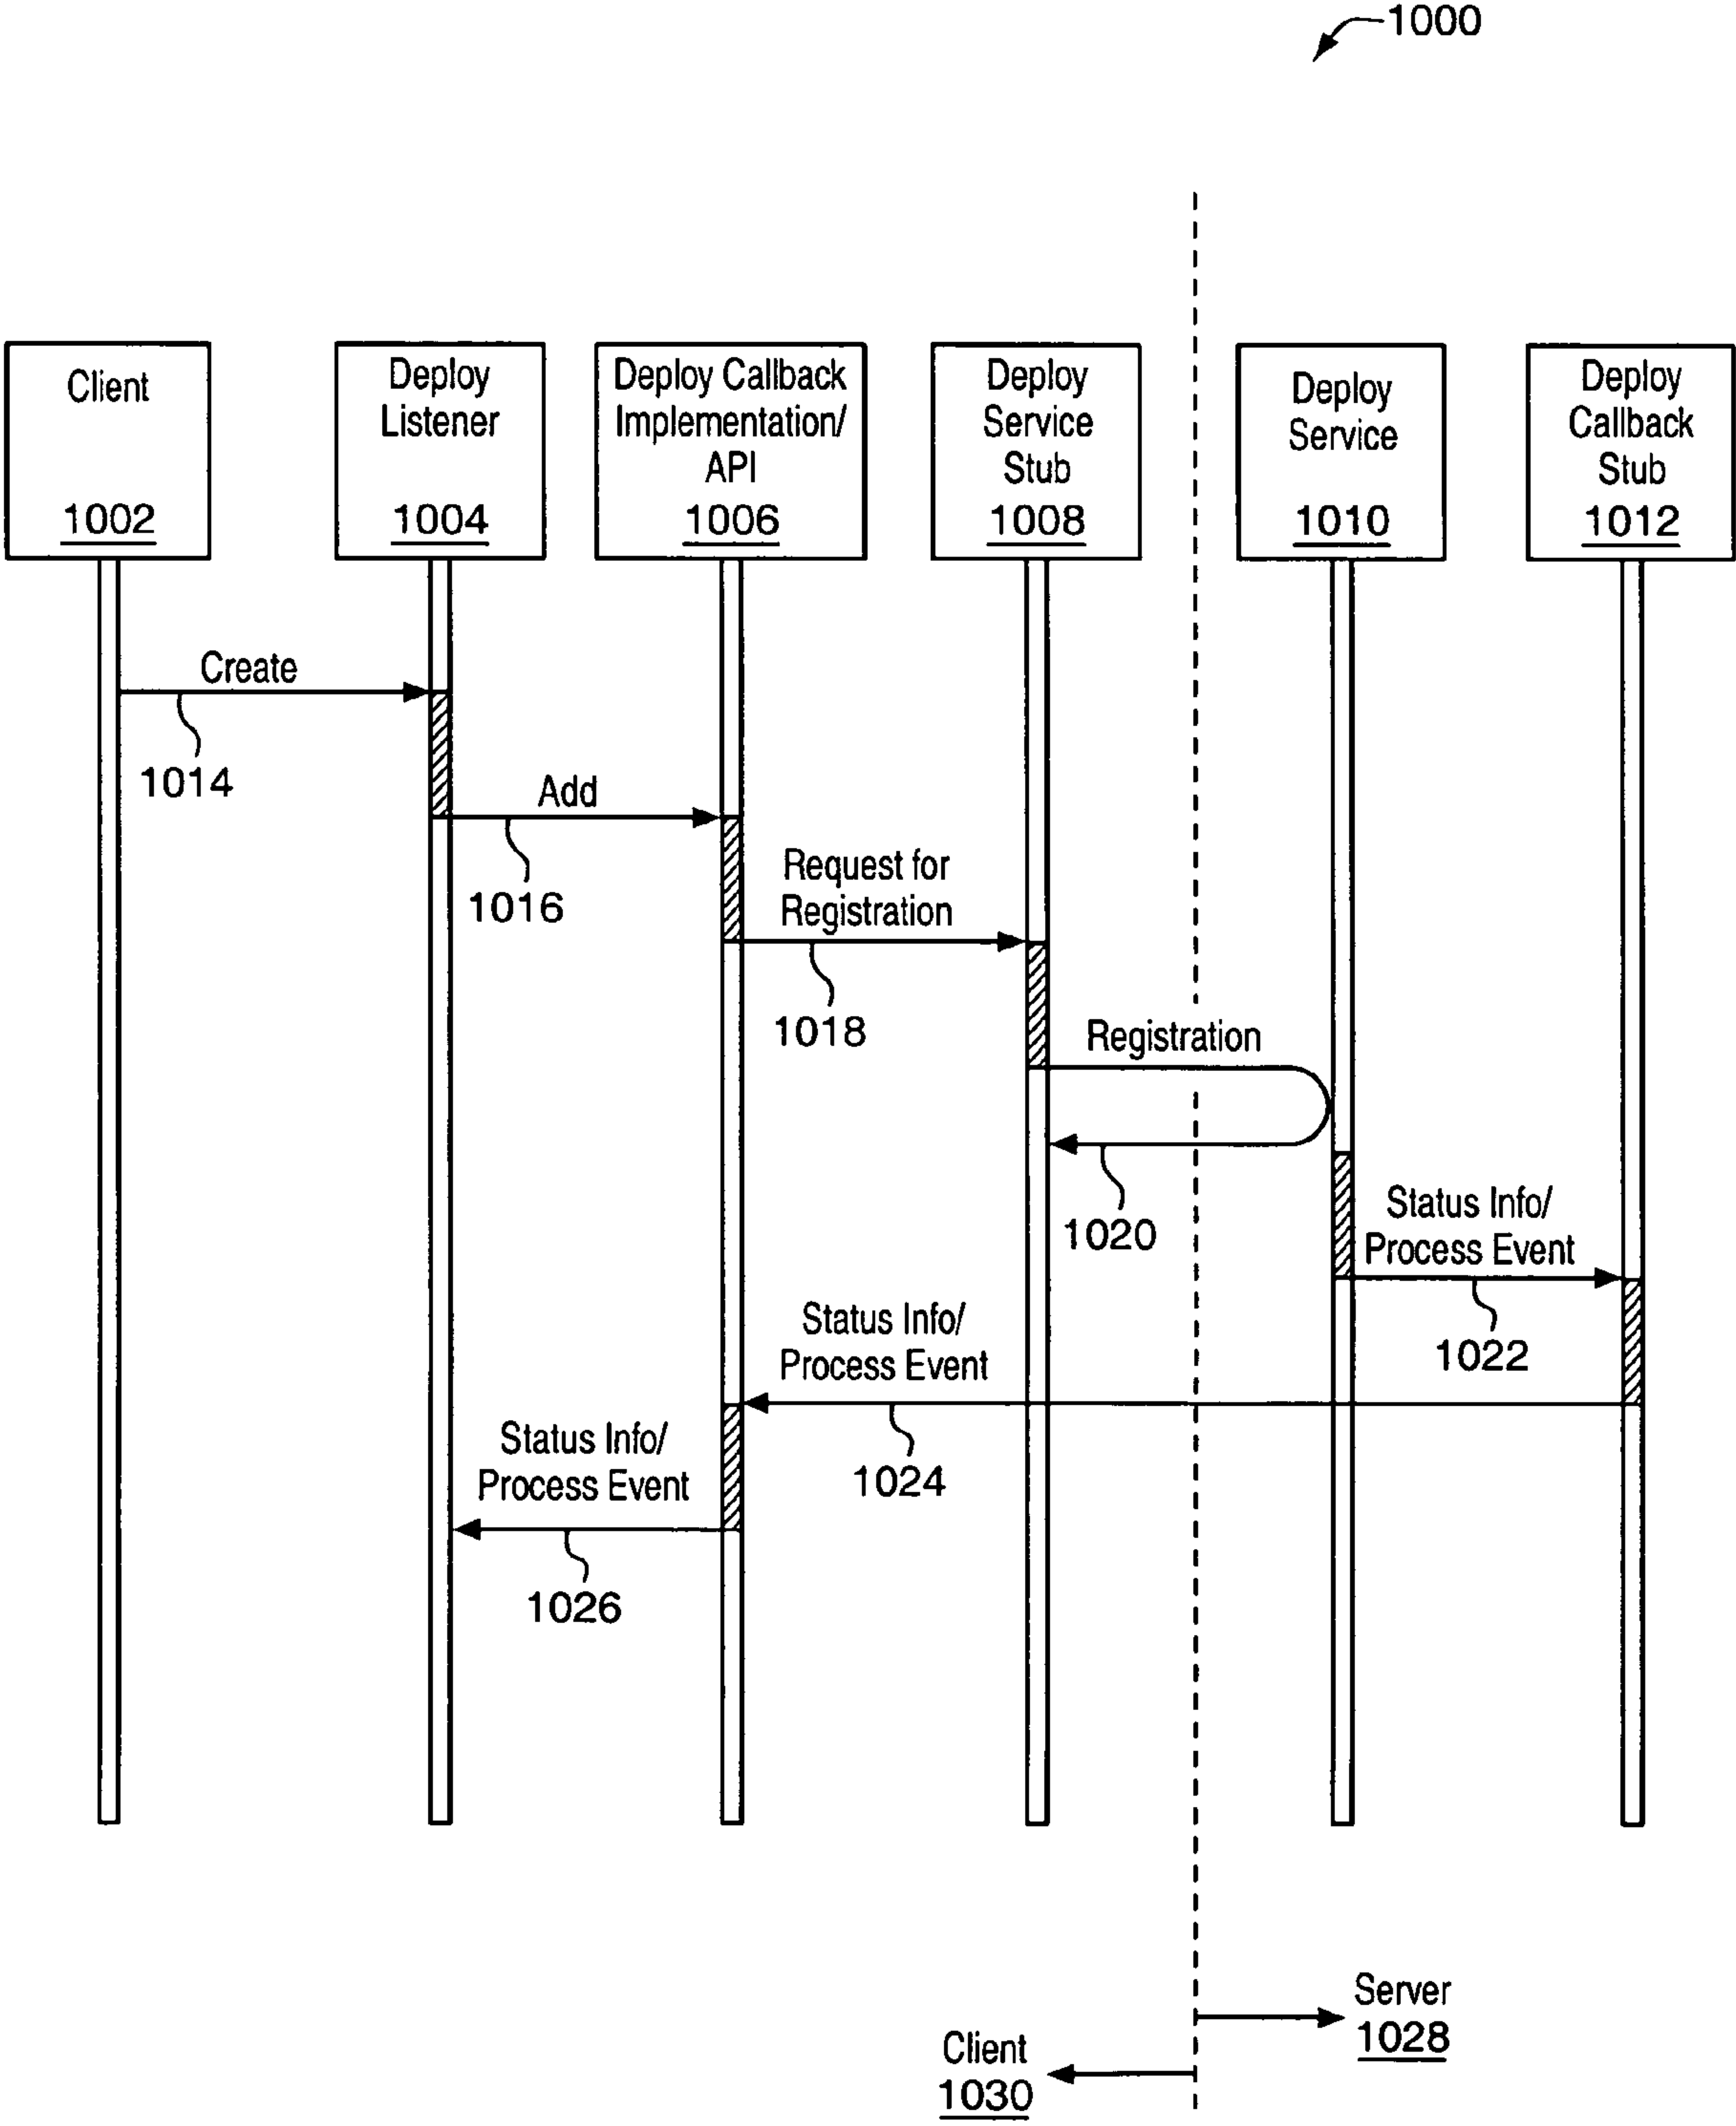 1000
Client
1002
Deploy
Listener
1004
Deploy Callback
Implementation/
API
1006
Deploy
Service
Stub
1008
Deploy
Service
1010
Deploy
Callback
Stub
1012
Create
1014
Add
1016
Request for
Registration
1018
Registration
1020
Status Info/
Process Event
1022
Status Info/
Process Event
1024
Status Info/
Process Event
1026
Server
1028
Client
1030